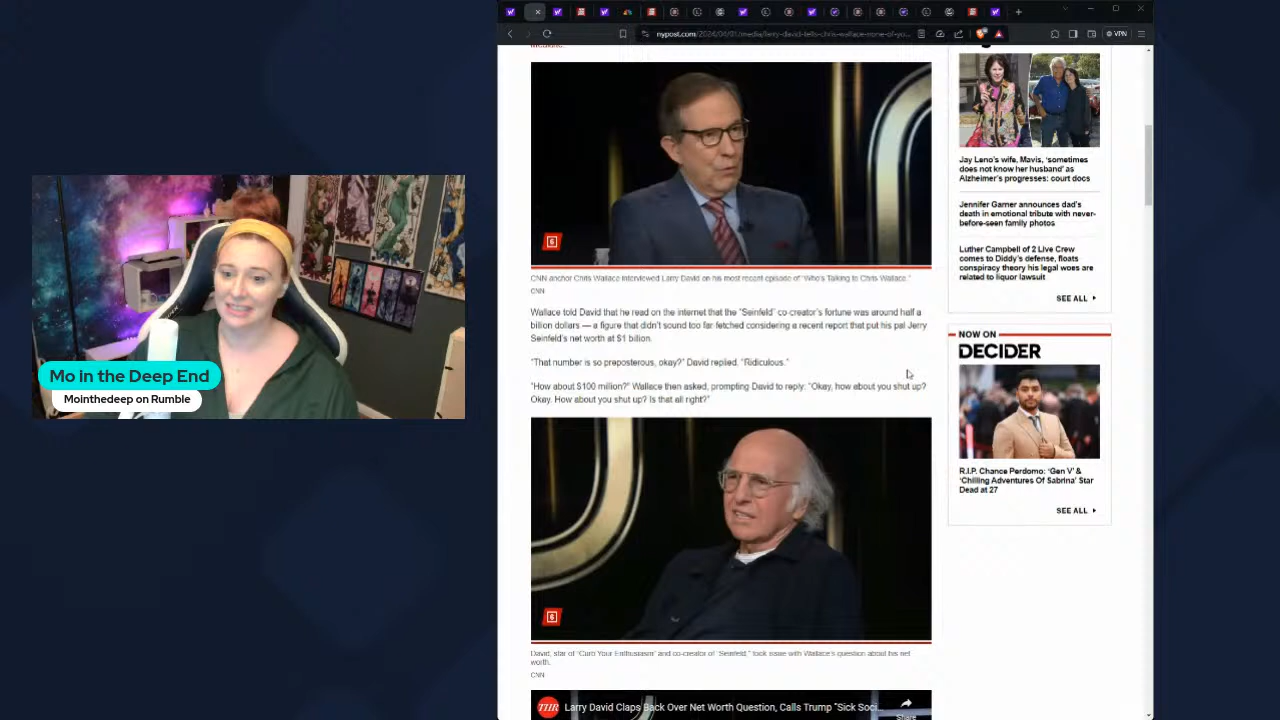 nypost.com/2024/04/01/media/larry-david-tells-chris-wallace-none-of-yo...
VPN
CNN anchor Chris Wallace interviewed Larry David on his most recent episode of "Who's Talking to Chris Wallace."
CNN
Wallace told David that he read on the internet that the "Seinfeld" co-creator's fortune was around half a
billion dollars — a figure that didn't sound too far fetched considering a recent report that put his pal Jerry
Seinfeld's net worth at $1 billion.
"That number is so preposterous, okay?" David replied. "Ridiculous."
"How about $100 million?" Wallace then asked, prompting David to reply: "Okay, how about you shut up?
Okay. How about you shut up? Is that all right?"
David, star of "Curb Your Enthusiasm" and co-creator of "Seinfeld," took issue with Wallace's question about his net
worth.
CNN
THR
Larry David Claps Back Over Net Worth Question, Calls Trump "Sick Soci...
Share
Jay Leno's wife, Mavis, 'sometimes
does not know her husband' as
Alzheimer's progresses: court docs
Jennifer Garner announces dad's
death in emotional tribute with never-
before-seen family photos
Luther Campbell of 2 Live Crew
comes to Diddy's defense, floats
conspiracy theory his legal woes are
related to liquor lawsuit
SEE ALL
NOW ON
DECIDER
R.I.P. Chance Perdomo: 'Gen V' &
'Chilling Adventures Of Sabrina' Star
Dead at 27
SEE ALL
Mo in the Deep End
Mointhedeep on Rumble